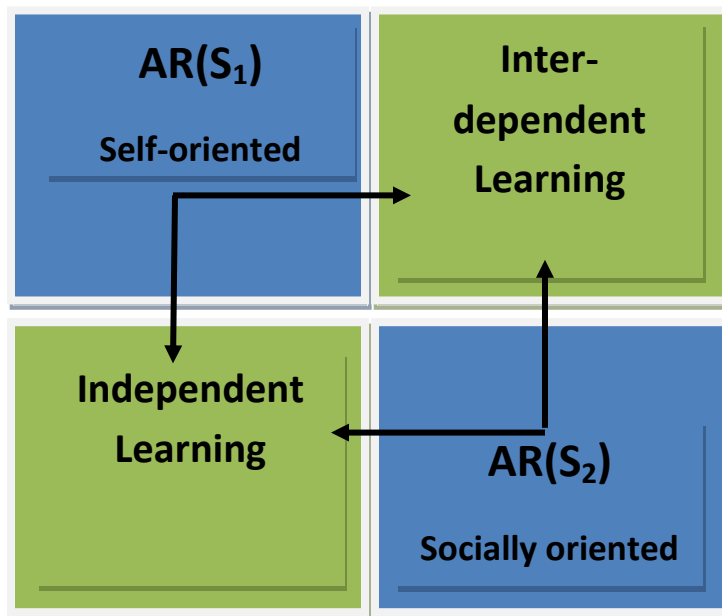 AR(S₁)
Self-oriented
Inter-
dependent
Learning
Independent
Learning
AR(S₂)
Socially oriented